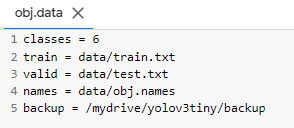 obj.data ×
1 classes = 6
2 train = data/train.txt
3 valid = data/test.txt
4 names = data/obj.names
5 backup = /mydrive/yolov3tiny/backup